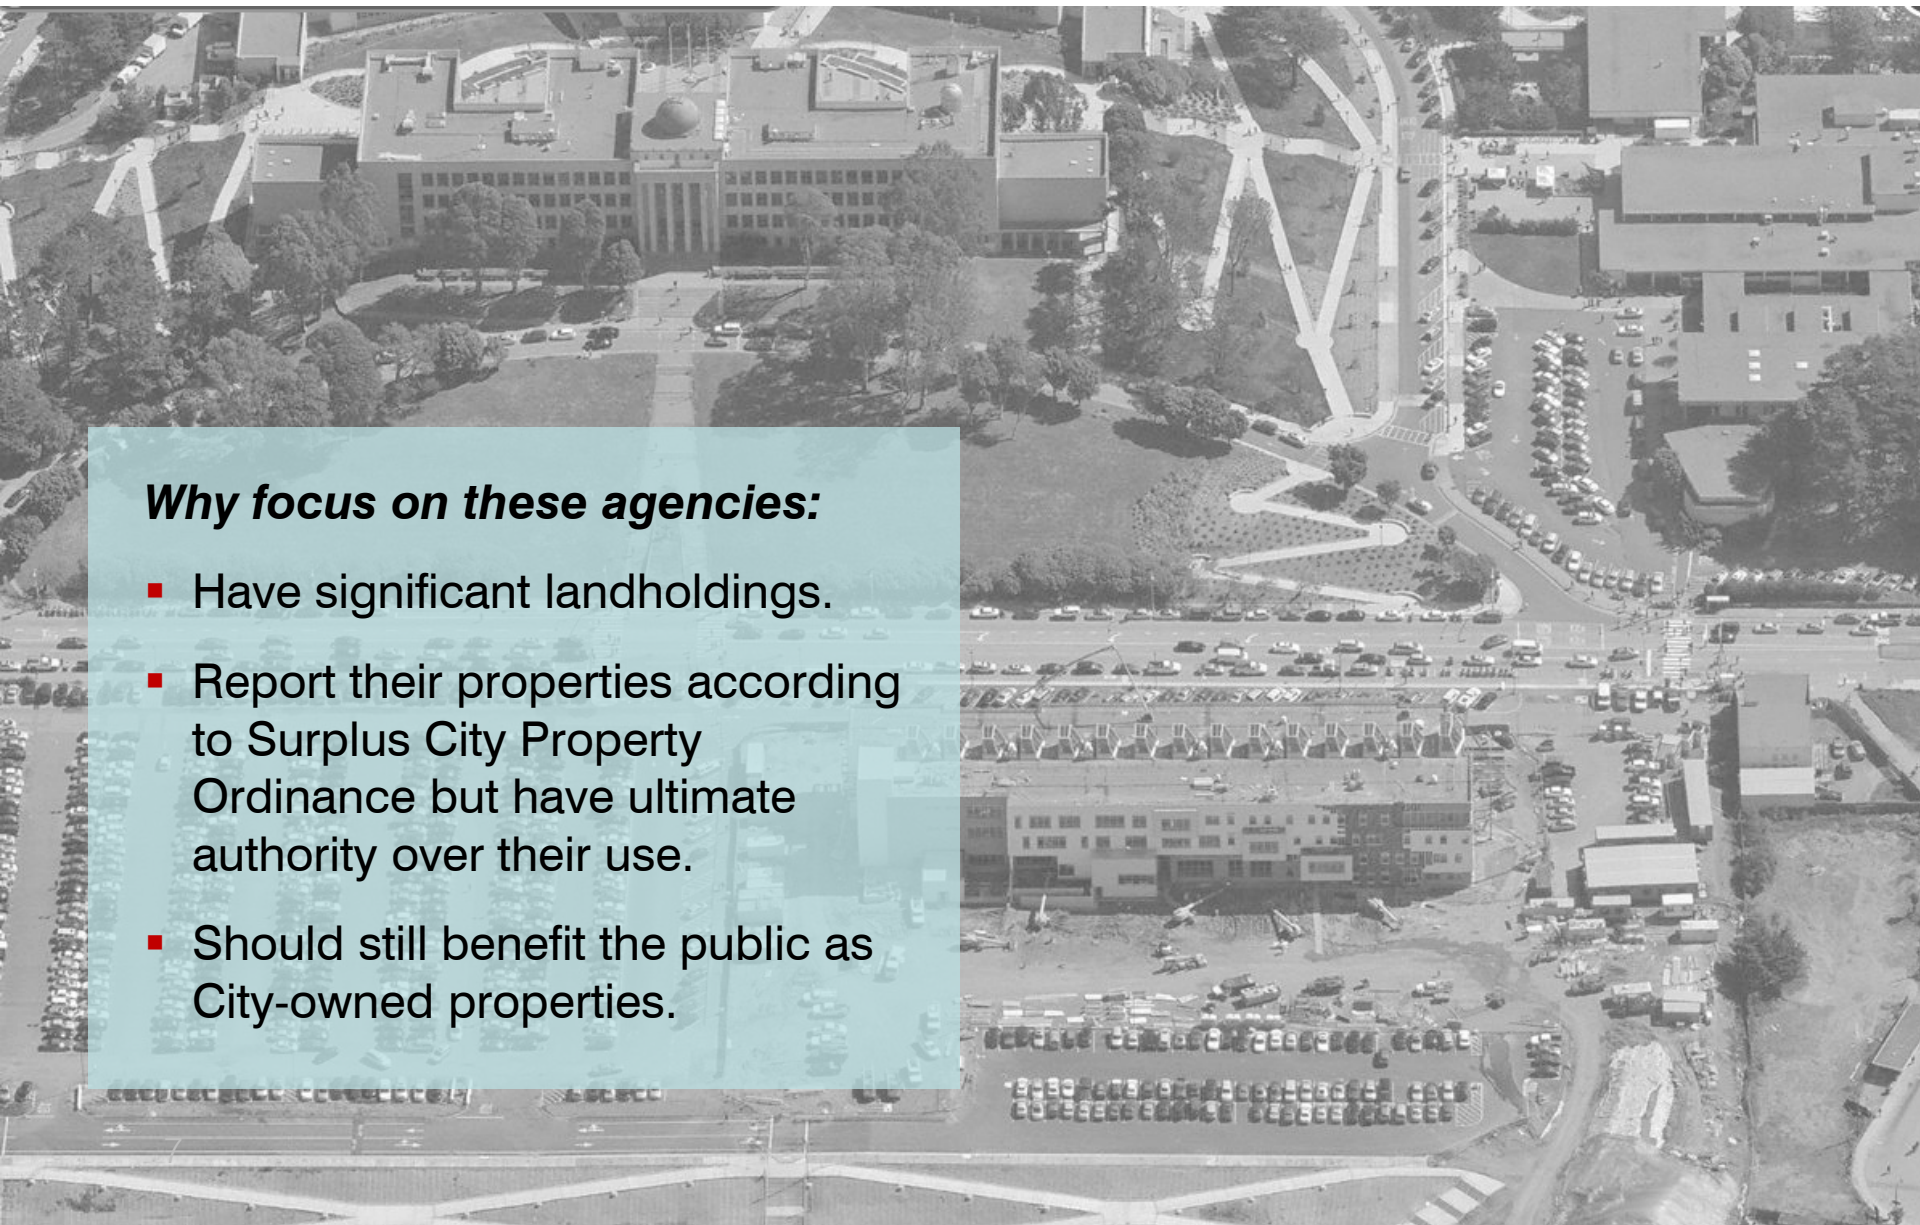 Why focus on these agencies:
▪ Have significant landholdings.
▪ Report their properties according
to Surplus City Property
Ordinance but have ultimate
authority over their use.
▪ Should still benefit the public as
City-owned properties.